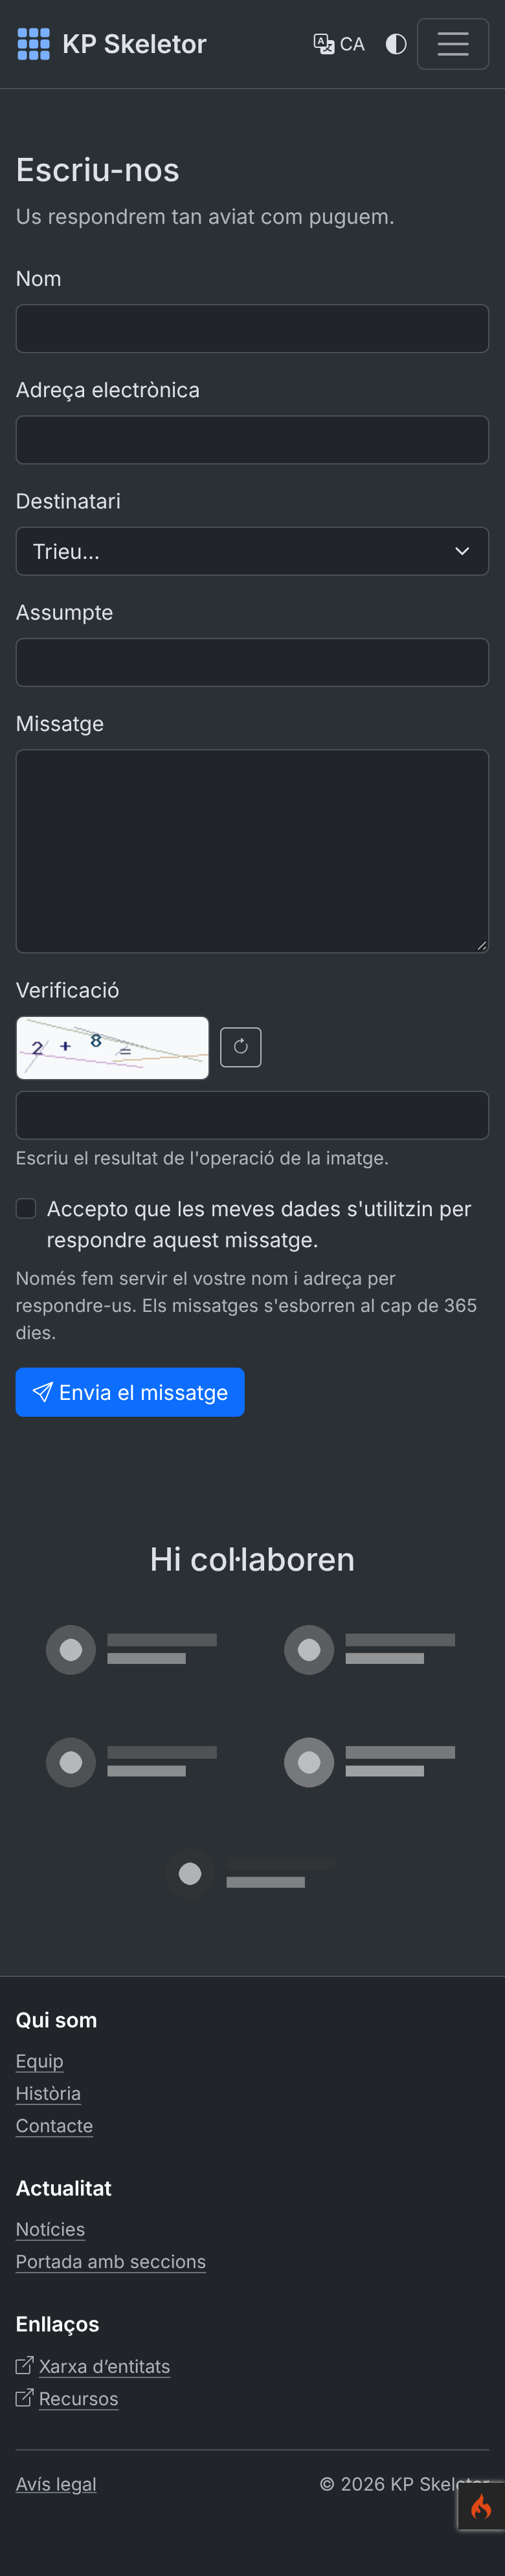 KP Skeletor
CA
Escriu-nos
Us respondrem tan aviat com puguem.
Nom
Adreça electrònica
Destinatari
Trieu...
Assumpte
Missatge
Verificació
2 + 8 =
Escriu el resultat de l'operació de la imatge.
Accepto que les meves dades s'utilitzin per
respondre aquest missatge.
Només fem servir el vostre nom i adreça per
respondre-us. Els missatges s'esborren al cap de 365
dies.
Envia el missatge
Hi col·laboren
Qui som
Equip
Història
Contacte
Actualitat
Notícies
Portada amb seccions
Enllaços
Xarxa d’entitats
Recursos
Avís legal
© 2026 KP Skeletor